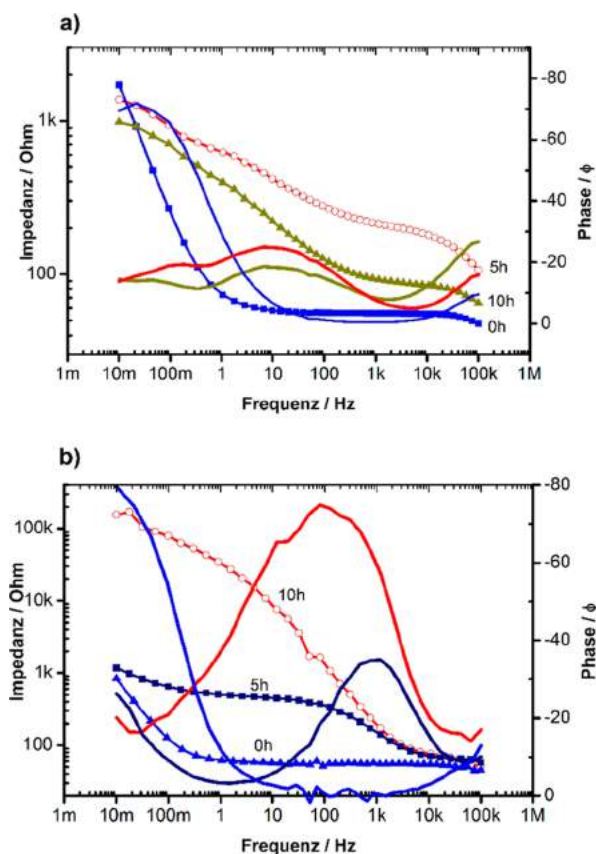 a)
Impedanz / Ohm
1k
100
-80
-60
-40
-20
0
Phase / ϕ
5h
10h
0h
1m 10m 100m 1 10 100 1k 10k 100k 1M
Frequenz / Hz
b)
Impedanz / Ohm
100k
10k
1k
100
-80
-60
-40
-20
0
Phase / ϕ
10h
5h
0h
1m 10m 100m 1 10 100 1k 10k 100k 1M
Frequenz / Hz